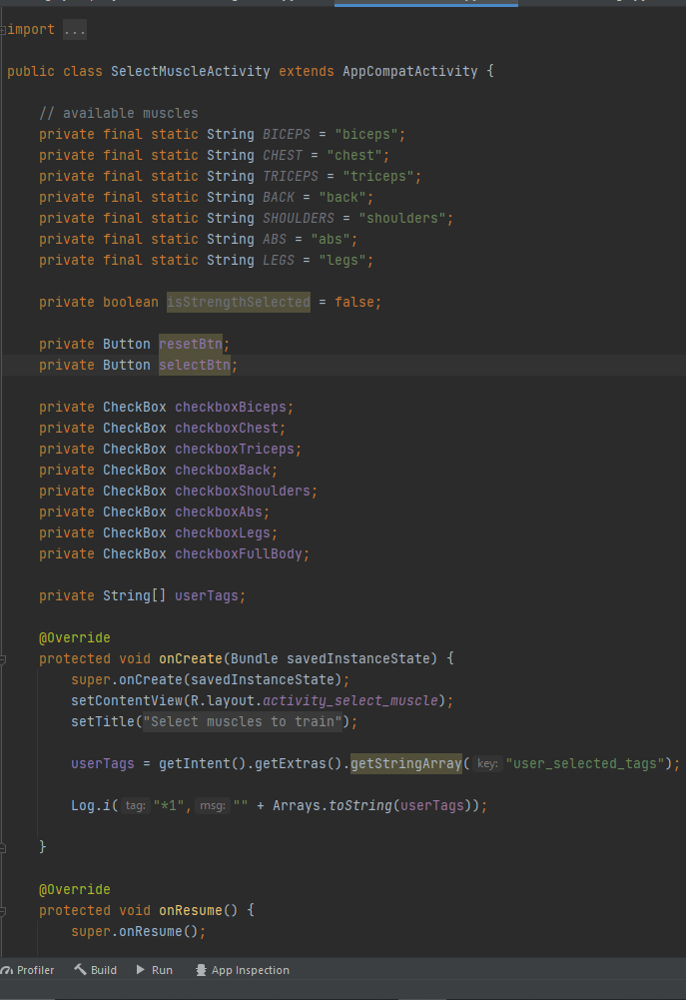 import ...
public class SelectMuscleActivity extends AppCompatActivity {
// available muscles
private final static String BICEPS = "biceps";
private final static String CHEST = "chest";
private final static String TRICEPS = "triceps";
private final static String BACK = "back";
private final static String SHOULDERS = "shoulders";
private final static String ABS = "abs";
private final static String LEGS = "legs";
private boolean isStrengthSelected = false;
private Button resetBtn;
private Button selectBtn;
private CheckBox checkboxBiceps;
private CheckBox checkboxChest;
private CheckBox checkboxTriceps;
private CheckBox checkboxBack;
private CheckBox checkboxShoulders;
private CheckBox checkboxAbs;
private CheckBox checkboxLegs;
private CheckBox checkboxFullBody;
private String[] userTags;
@Override
protected void onCreate(Bundle savedInstanceState) {
super.onCreate(savedInstanceState);
setContentView(R.layout.activity_select_muscle);
setTitle("Select muscles to train");
userTags = getIntent().getExtras().getStringArray( key: "user_selected_tags");
Log.i( tag: "*1", msg: "" + Arrays.toString(userTags));
}
@Override
protected void onResume() {
super.onResume();
Profiler Build Run App Inspection